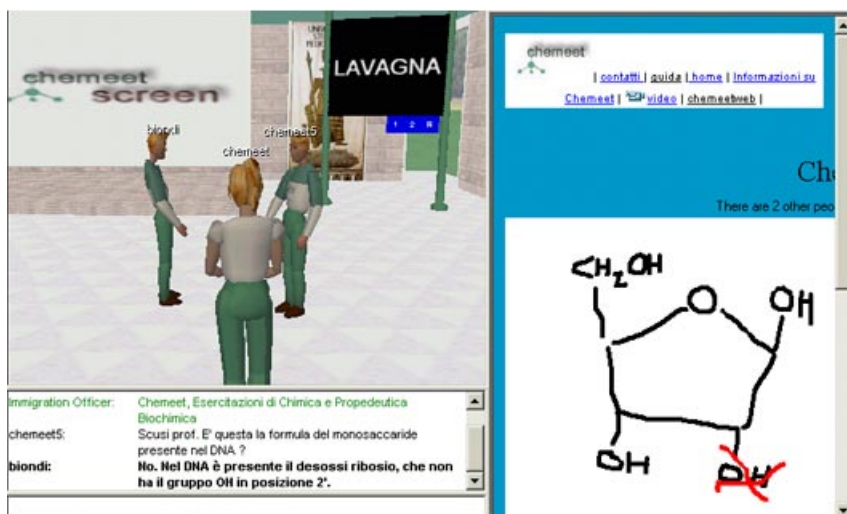 chemeet
screen
LAVAGNA
1 2 R
biondi
chemeet5
chemeet
Immigration Officer: Chemeet, Esercitazioni di Chimica e Propedeutica
Biochimica
chemeet5: Scusi prof. E' questa la formula del monosaccaride
presente nel DNA ?
biondi: No. Nel DNA è presente il desossi ribosio, che non
ha il gruppo OH in posizione 2'.
chemeet
| contatti | guida | home | Informazioni su
Chemeet | video | chemeetweb |
Ch
There are 2 other peo
CH2OH
O
OH
OH
OH